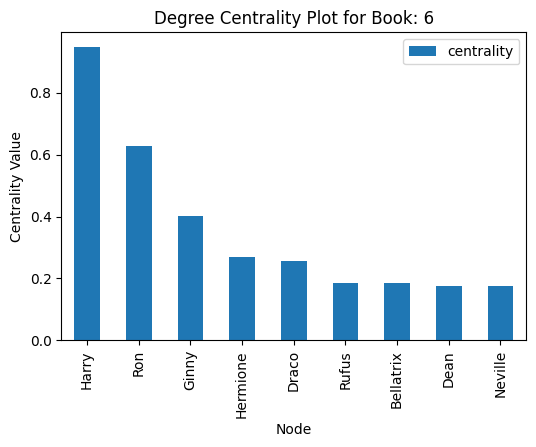 Degree Centrality Plot for Book: 6
centrality
Centrality Value
0.8
0.6
0.4
0.2
0.0
Harry
Ron
Ginny
Hermione
Draco
Rufus
Bellatrix
Dean
Neville
Node